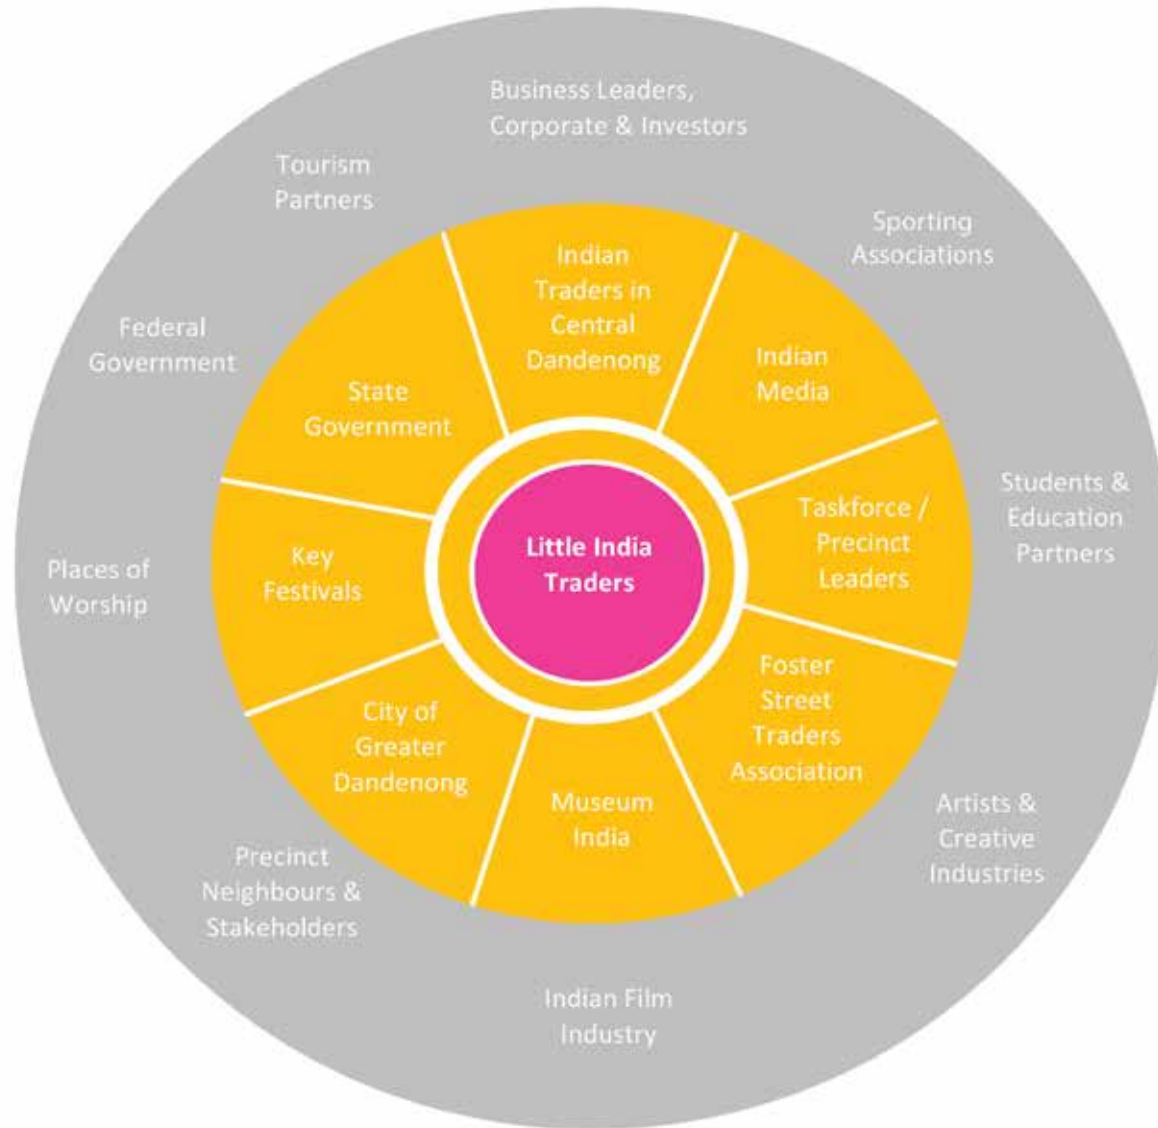 Business Leaders,
Corporate & Investors
Tourism
Partners
Sporting
Associations
Federal
Government
Students &
Education
Partners
Places of
Worship
Artists &
Creative
Industries
Precinct
Neighbours &
Stakeholders
Indian Film
Industry
Indian
Traders in
Central
Dandenong
Indian
Media
State
Government
Taskforce /
Precinct
Leaders
Key
Festivals
Foster
Street
Traders
Association
City of
Greater
Dandenong
Museum
India
Little India
Traders